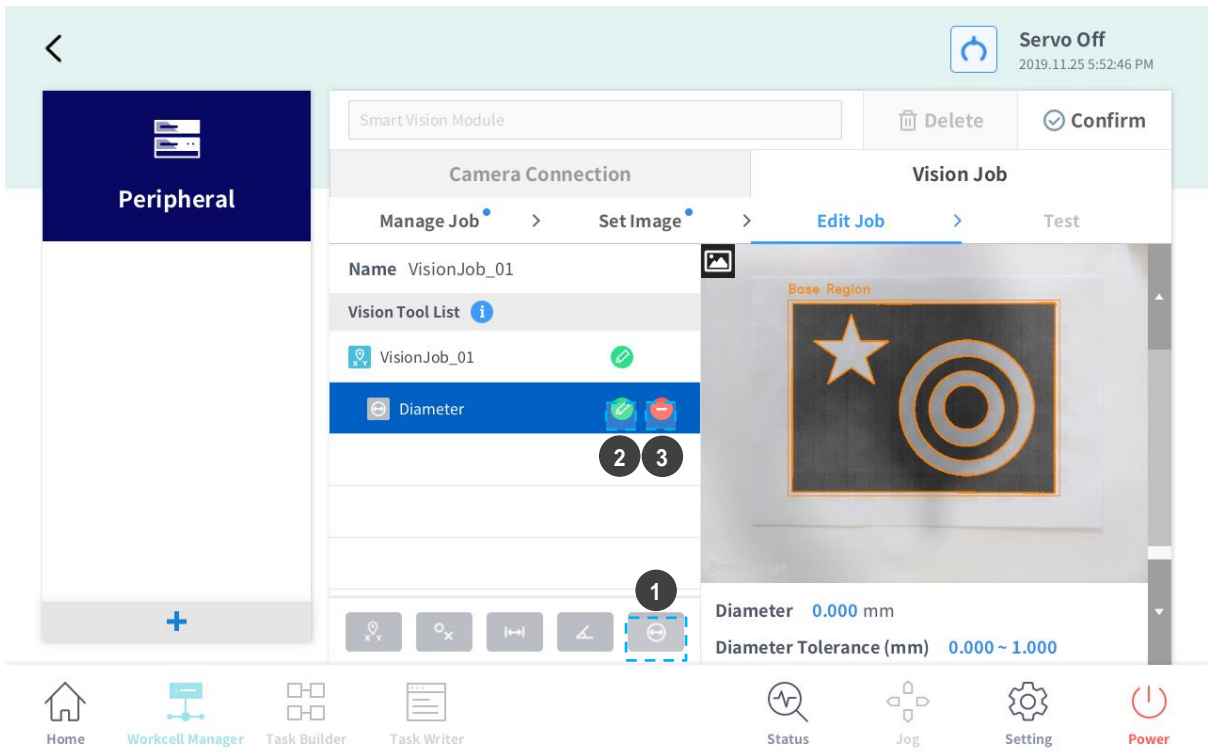 Servo Off
2019.11.25 5:52:46 PM
Peripheral
Smart Vision Module
Delete
Confirm
Camera Connection
Vision Job
Manage Job
>
Set Image
>
Edit Job
>
Test
Name VisionJob_01
Vision Tool List i
VisionJob_01
Diameter
2
3
Base Region
1
+
Diameter 0.000 mm
Diameter Tolerance (mm) 0.000 ~ 1.000
Home
Workcell Manager
Task Builder
Task Writer
Status
Jog
Setting
Power